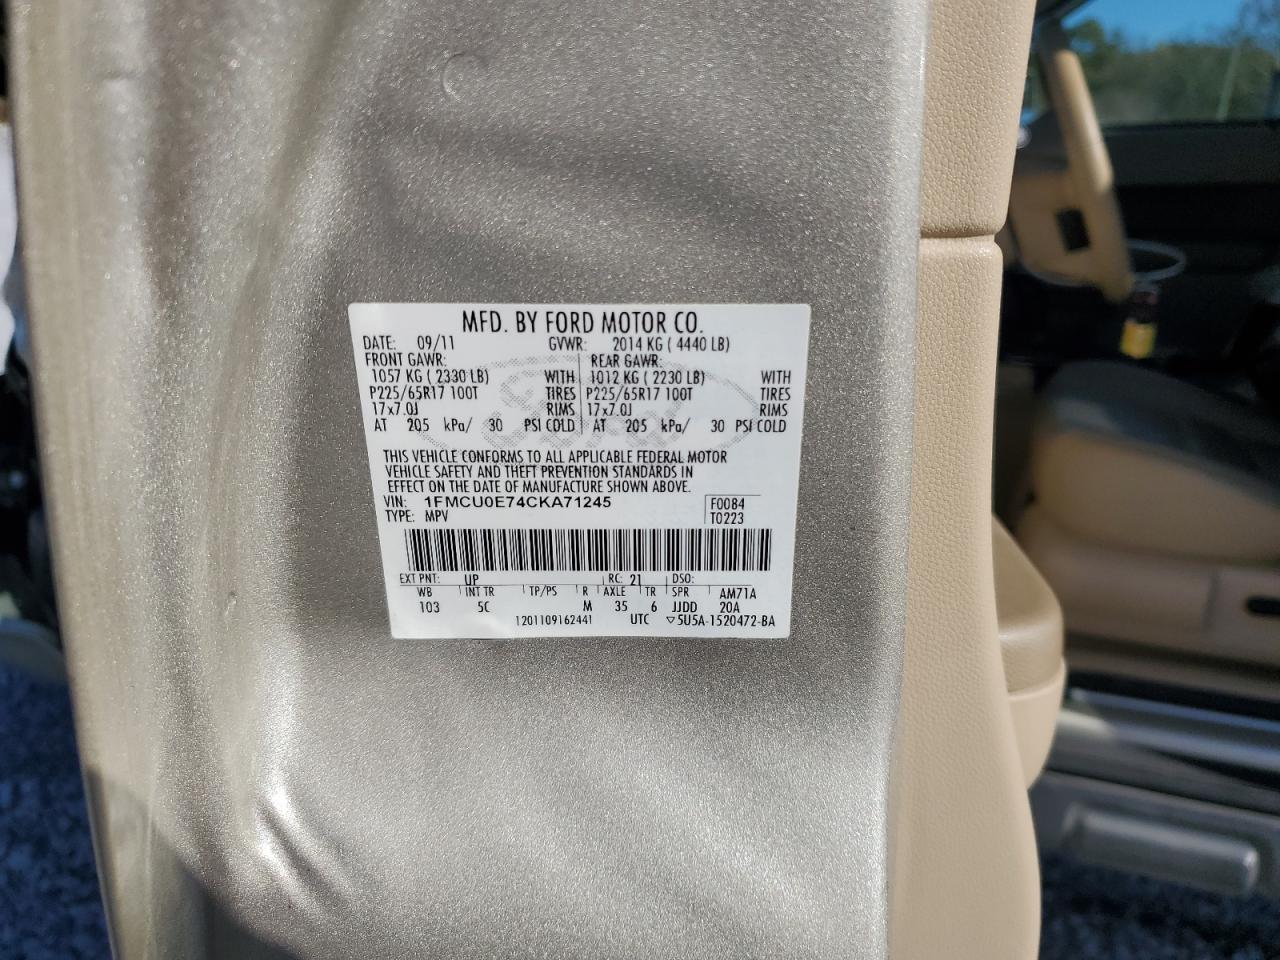 MFD. BY FORD MOTOR CO.
DATE: 09/11 GVWR: 2014 KG ( 4440 LB)
FRONT GAWR: REAR GAWR:
1057 KG ( 2330 LB) WITH 1012 KG ( 2230 LB) WITH
P225/65R17 100T TIRES P225/65R17 100T TIRES
17x7.0J RIMS 17x7.0J RIMS
AT 205 kPa/ 30 PSI COLD AT 205 kPa/ 30 PSI COLD
THIS VEHICLE CONFORMS TO ALL APPLICABLE FEDERAL MOTOR
VEHICLE SAFETY AND THEFT PREVENTION STANDARDS IN
EFFECT ON THE DATE OF MANUFACTURE SHOWN ABOVE.
VIN: 1FMCU0E74CKA71245 F0084
TYPE: MPV T0223
EXT PNT: UP RC: 21 DSO:
WB INT TR TP/PS R AXLE TR SPR AM71A
103 5C M 35 6 JJDD 20A
1201109162441 UTC ▽5U5A-1520472-BA